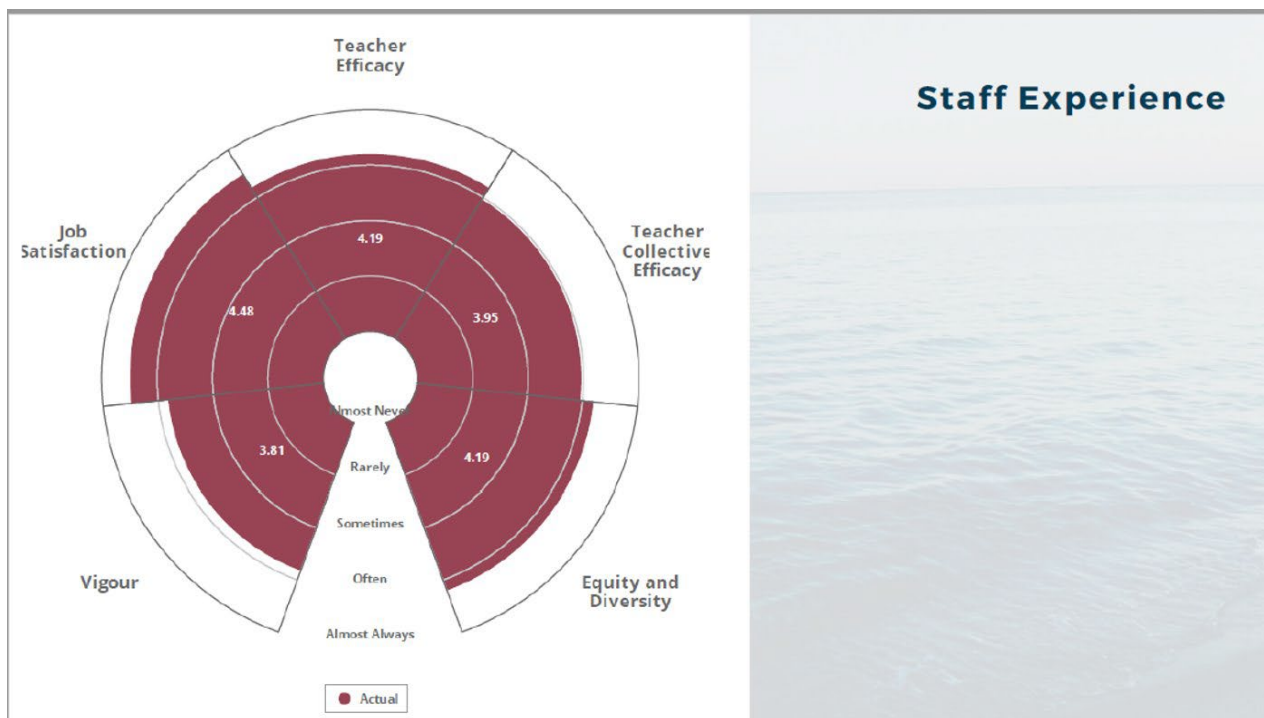 Teacher
Efficacy
Staff Experience
Job
Satisfaction
Teacher
Collective
Efficacy
4.19
4.48
3.95
Almost Never
3.81
4.19
Rarely
Sometimes
Often
Almost Always
Vigour
Equity and
Diversity
Actual